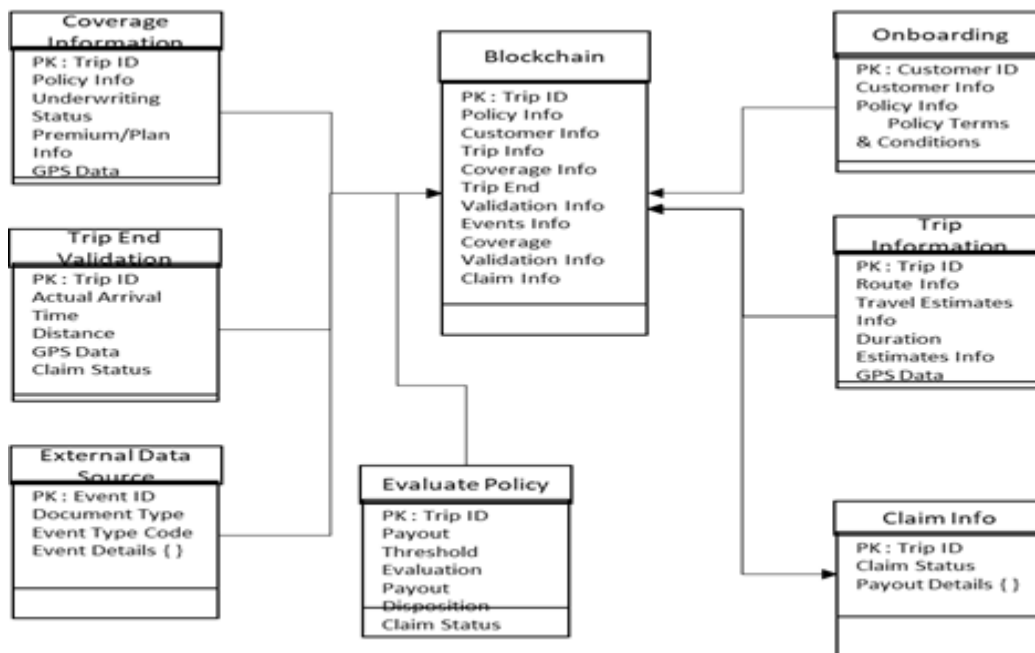 Coverage
Information
PK : Trip ID
Policy Info
Underwriting
Status
Premium/Plan
Info
GPS Data
Trip End
Validation
PK : Trip ID
Actual Arrival
Time
Distance
GPS Data
Claim Status
External Data
Source
PK : Event ID
Document Type
Event Type Code
Event Details { }
Blockchain
PK : Trip ID
Policy Info
Customer Info
Trip Info
Coverage Info
Trip End
Validation Info
Events Info
Coverage
Validation Info
Claim Info
Evaluate Policy
PK : Trip ID
Payout
Threshold
Evaluation
Payout
Disposition
Claim Status
Onboarding
PK : Customer ID
Customer Info
Policy Info
Policy Terms
& Conditions
Trip
Information
PK : Trip ID
Route Info
Travel Estimates
Info
Duration
Estimates Info
GPS Data
Claim Info
PK : Trip ID
Claim Status
Payout Details { }